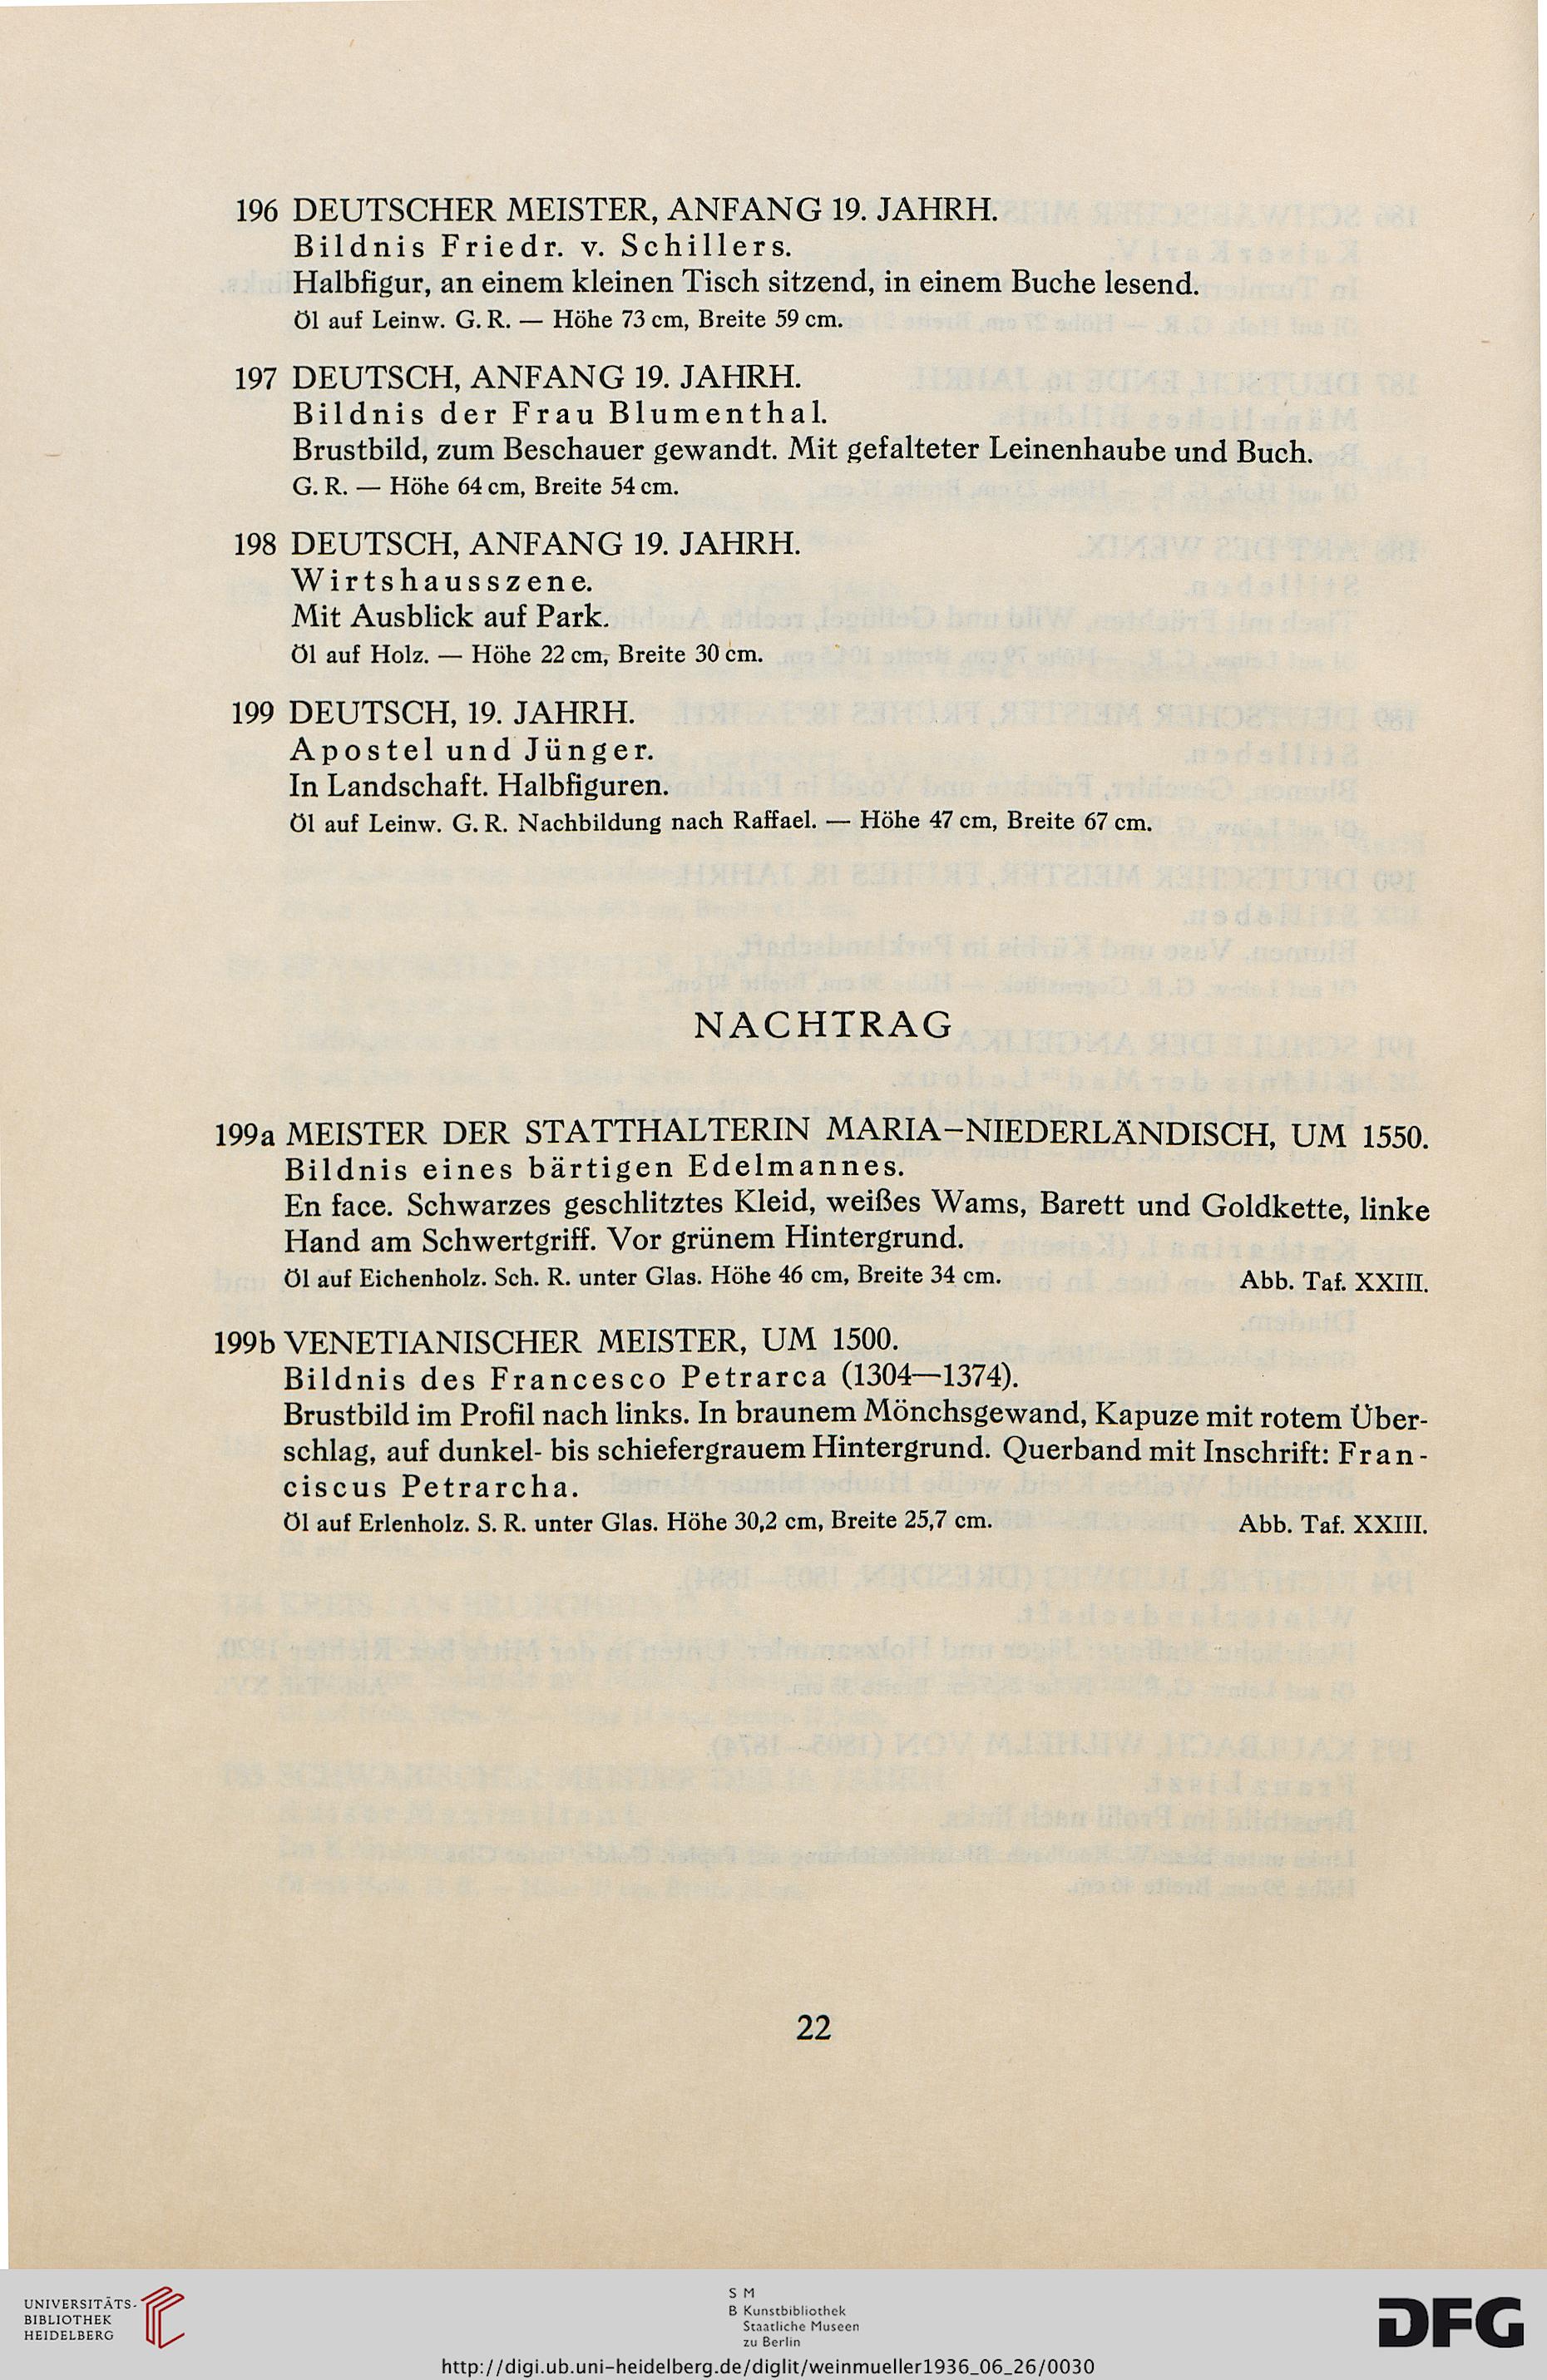 196 DEUTSCHER MEISTER, ANFANG 19. JAHRH.
Bildnis Friedr. v. Schillers.
Halbfigur, an einem kleinen Tisch sitzend, in einem Buche lesend.
Öl auf Leinw. G. R. — Höhe 73 cm, Breite 59 cm.
197 DEUTSCH, ANFANG 19. JAHRH.
Bildnis der Frau Blumenthal.
Brustbild, zum Beschauer gewandt. Mit gefalteter Leinenhaube und Buch.
G. R. — Höhe 64 cm, Breite 54 cm.
198 DEUTSCH, ANFANG 19. JAHRH.
Wirtshausszene.
Mit Ausblick auf Park.
Öl auf Holz. — Höhe 22 cm, Breite 30 cm.
199 DEUTSCH, 19. JAHRH.
Apostel und Jünger.
In Landschaft. Halbfiguren.
Öl auf Leinw. G. R. Nachbildung nach Raffael. — Höhe 47 cm, Breite 67 cm.
NACHTRAG
199a MEISTER DER STATTHALTERIN MARIA–NIEDERLÄNDISCH, UM 1550.
Bildnis eines bärtigen Edelmannes.
En face. Schwarzes geschlitztes Kleid, weißes Wams, Barett und Goldkette, linke
Hand am Schwertgriff. Vor grünem Hintergrund.
Öl auf Eichenholz. Sch. R. unter Glas. Höhe 46 cm, Breite 34 cm. Abb. Taf. XXIII.
199b VENETIANISCHER MEISTER, UM 1500.
Bildnis des Francesco Petrarca (1304—1374).
Brustbild im Profil nach links. In braunem Mönchsgewand, Kapuze mit rotem Über-
schlag, auf dunkel- bis schiefergrauem Hintergrund. Querband mit Inschrift: Fran-
ciscus Petrarcha.
Öl auf Erlenholz. S. R. unter Glas. Höhe 30,2 cm, Breite 25,7 cm. Abb. Taf. XXIII.
22
UNIVERSITÄTS-
BIBLIOTHEK
HEIDELBERG
S M
B Kunstbibliothek
Staatliche Museen
zu Berlin
DFG
http://digi.ub.uni-heidelberg.de/diglit/weinmueller1936_06_26/0030